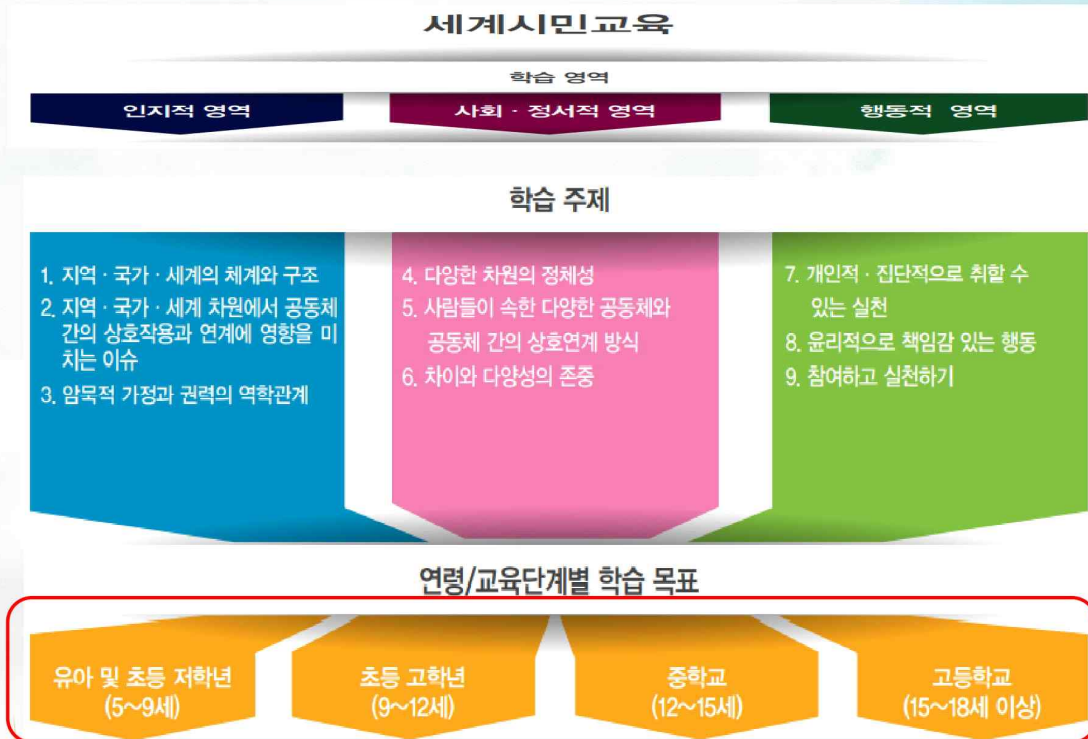 세계시민교육
학습 영역
인지적 영역
사회 · 정서적 영역
행동적 영역
학습 주제
1. 지역 · 국가 · 세계의 체계와 구조
2. 지역 · 국가 · 세계 차원에서 공동체
간의 상호작용과 연계에 영향을 미
치는 이슈
3. 암묵적 가정과 권력의 역학관계
4. 다양한 차원의 정체성
5. 사람들이 속한 다양한 공동체와
공동체 간의 상호연계 방식
6. 차이와 다양성의 존중
7. 개인적 · 집단적으로 취할 수
있는 실천
8. 윤리적으로 책임감 있는 행동
9. 참여하고 실천하기
연령/교육단계별 학습 목표
유아 및 초등 저학년
(5~9세)
초등 고학년
(9~12세)
중학교
(12~15세)
고등학교
(15~18세 이상)